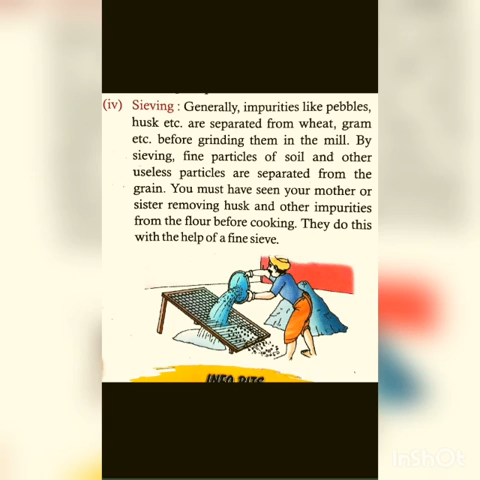 (iv) Sieving : Generally, impurities like pebbles,
husk etc. are separated from wheat, gram
etc. before grinding them in the mill. By
sieving, fine particles of soil and other
useless particles are separated from the
grain. You must have seen your mother or
sister removing husk and other impurities
from the flour before cooking. They do this
with the help of a fine sieve.
INFO BITS
InShOt